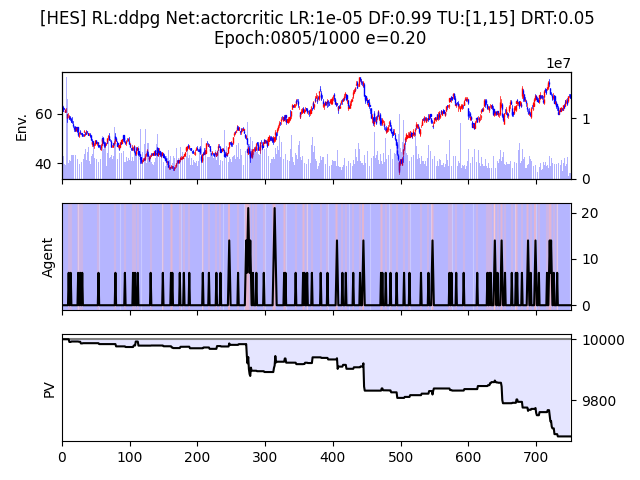 [HES] RL:ddpg Net:actorcritic LR:1e-05 DF:0.99 TU:[1,15] DRT:0.05
Epoch:0805/1000 e=0.20
1e7
Env.
60
40
1
0
Agent
20
10
0
PV
10000
9800
0 100 200 300 400 500 600 700